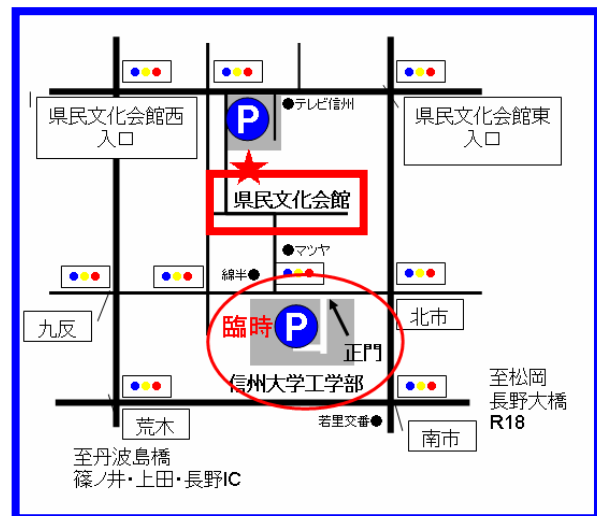 P
●テレビ信州
県民文化会館西
入口
県民文化会館東
入口
★
県民文化会館
●マツヤ
綿半●
九反
臨時
P
北市
正門
信州大学工学部
至松岡
長野大橋
R18
荒木
若里交番●
南市
至丹波島橋
篠ノ井・上田・長野IC